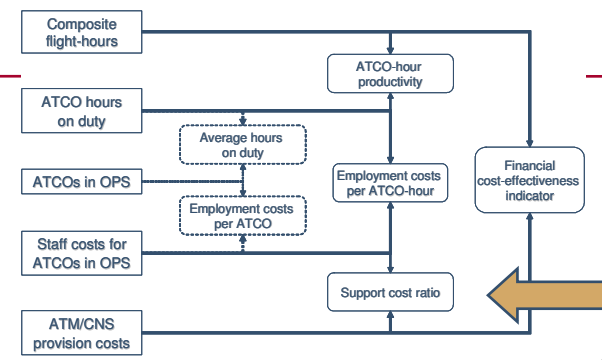 Composite
flight-hours
ATCO-hour
productivity
ATCO hours
on duty
Average hours
on duty
ATCOs in OPS
Employment costs
per ATCO-hour
Financial
cost-effectiveness
indicator
Employment costs
per ATCO
Staff costs for
ATCOs in OPS
Support cost ratio
ATM/CNS
provision costs